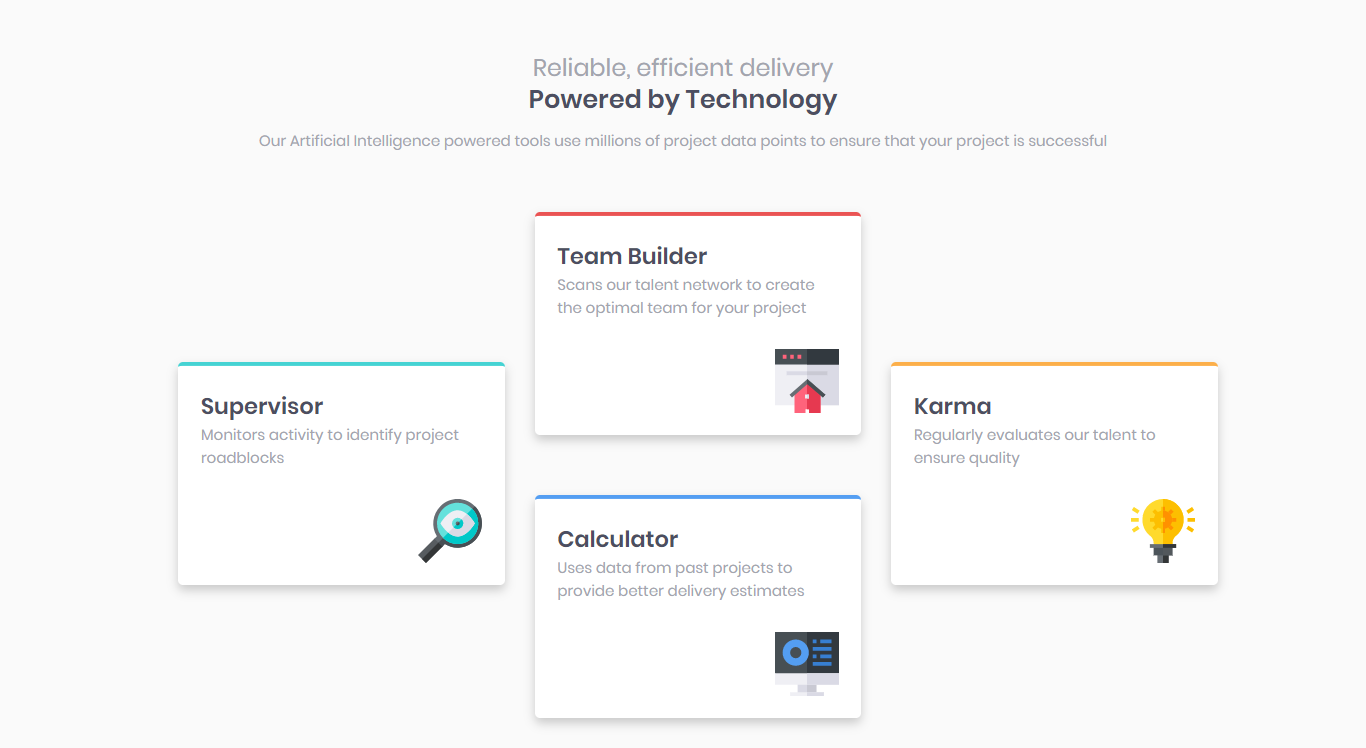 Reliable, efficient delivery
Powered by Technology
Our Artificial Intelligence powered tools use millions of project data points to ensure that your project is successful
Team Builder
Scans our talent network to create
the optimal team for your project
Supervisor
Monitors activity to identify project
roadblocks
Karma
Regularly evaluates our talent to
ensure quality
Calculator
Uses data from past projects to
provide better delivery estimates